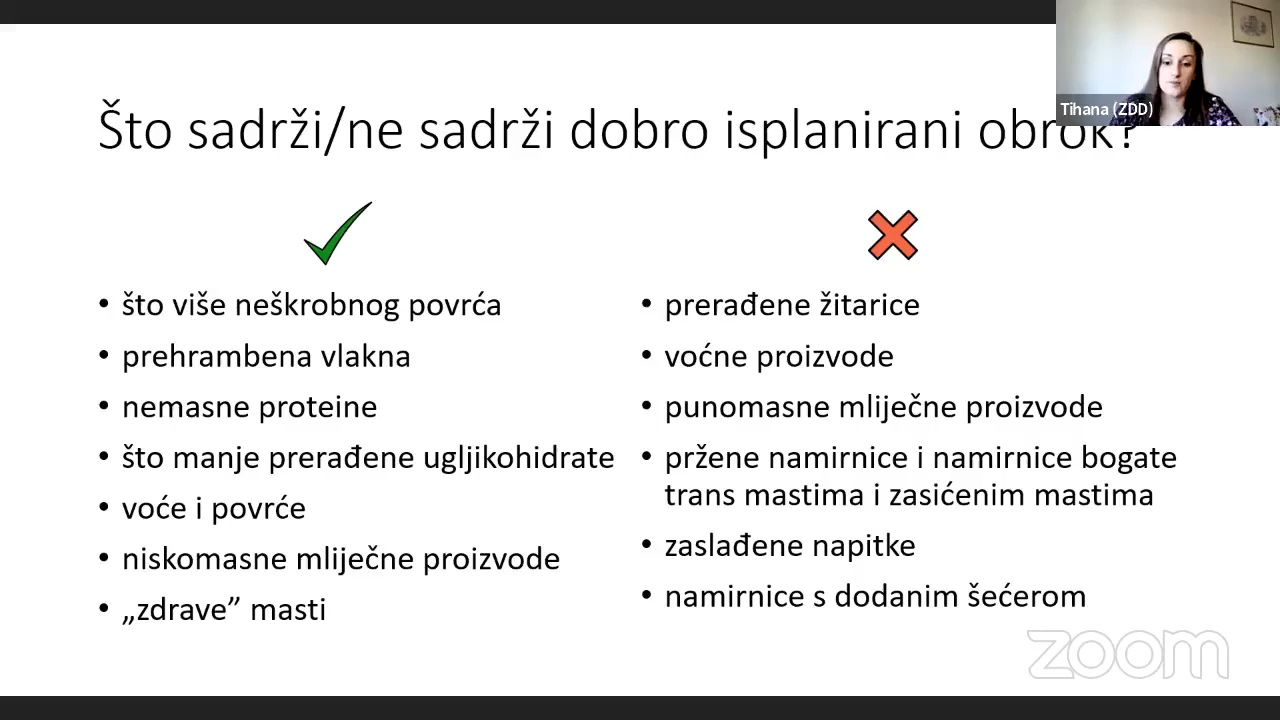 Što sadrži/ne sadrži dobro isplanirani obrok?
Tihana (ZDD)
• što više neškrobnog povrća
• prehrambena vlakna
• nemasne proteine
• što manje prerađene ugljikohidrate
• voće i povrće
• niskomasne mliječne proizvode
• „zdrave” masti
• prerađene žitarice
• voćne proizvode
• punomasne mliječne proizvode
• pržene namirnice i namirnice bogate
trans mastima i zasićenim mastima
• zaslađene napitke
• namirnice s dodanim šećerom
zoom